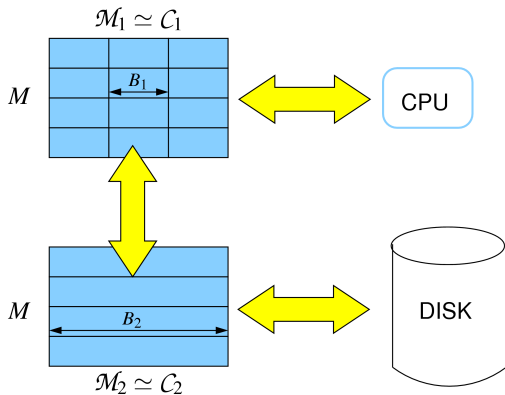 ℳ₁ ≃ 𝒞₁
M
B₁
CPU
M
B₂
DISK
ℳ₂ ≃ 𝒞₂